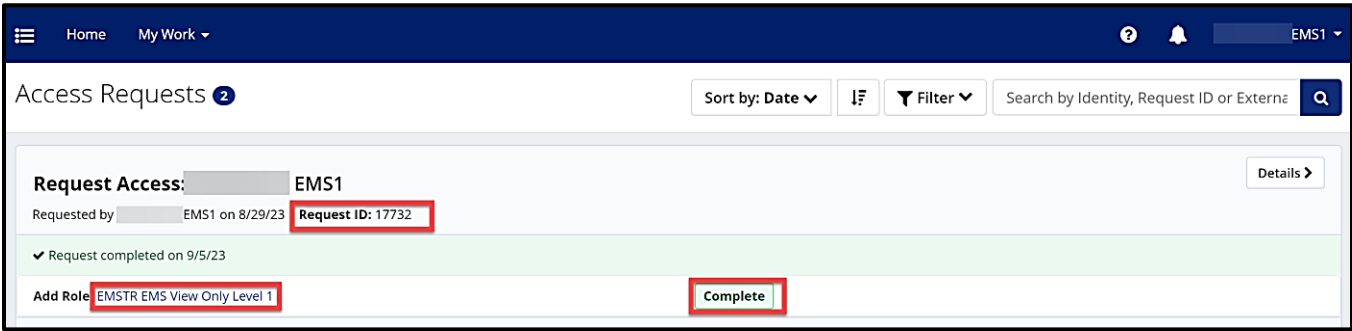 Home My Work EMS1
Access Requests 2 Sort by: Date Filter Search by Identity, Request ID or Externa
Request Access: EMS1 Details
Requested by EMS1 on 8/29/23 Request ID: 17732
Request completed on 9/5/23
Add Role EMSTR EMS View Only Level 1 Complete